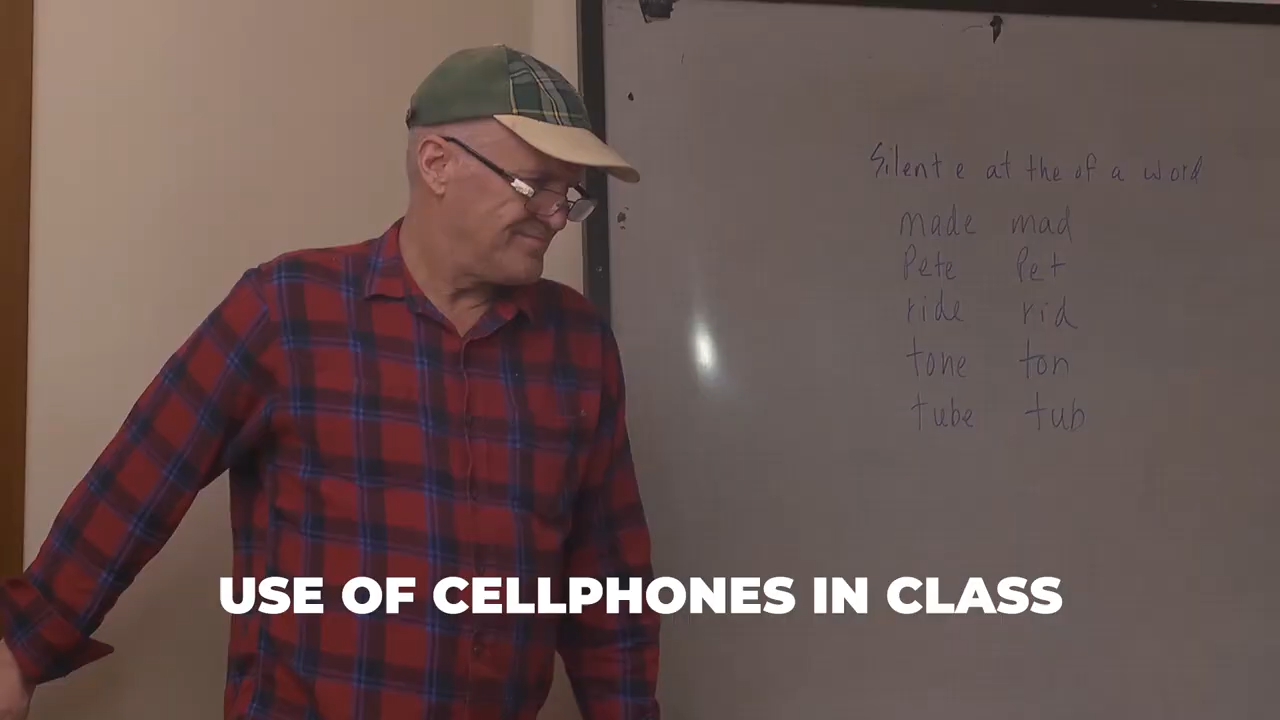 Silent e at the of a word
made mad
Pete Pet
ride rid
tone ton
tube tub
USE OF CELLPHONES IN CLASS